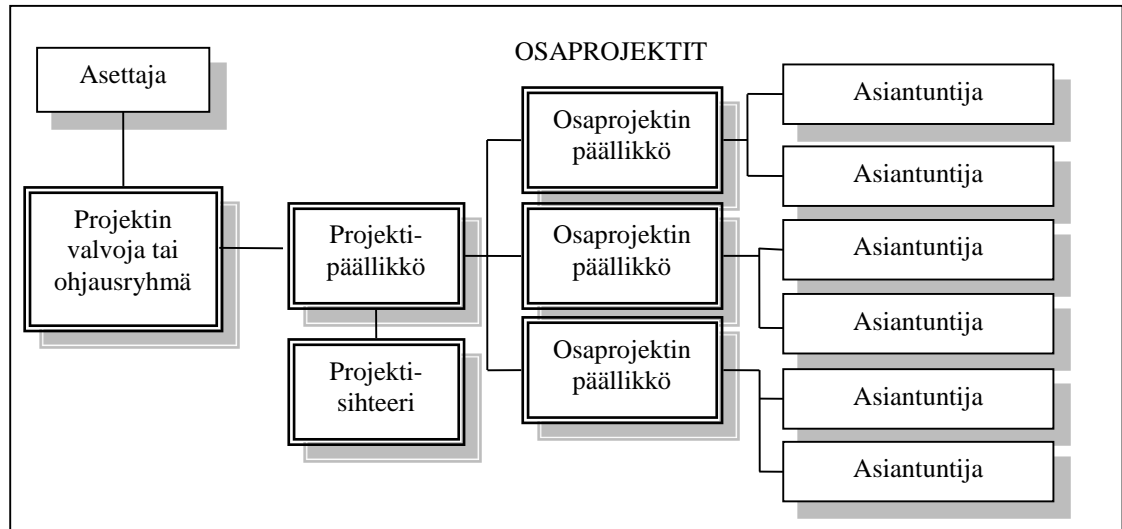 Asettaja
Projektin
valvoja tai
ohjausryhmä
Projekti-
päällikkö
Projekti-
sihteeri
OSAPROJEKTIT
Osaprojektin
päällikkö
Osaprojektin
päällikkö
Osaprojektin
päällikkö
Asiantuntija
Asiantuntija
Asiantuntija
Asiantuntija
Asiantuntija
Asiantuntija